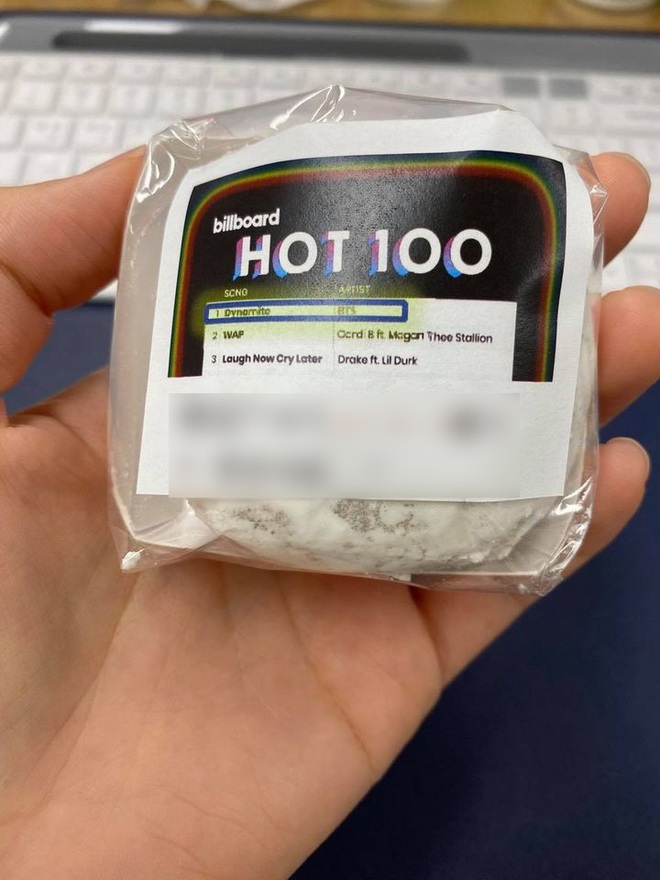 billboard
HOT 100
SONG ARTIST
1 Dynamite BTS
2 WAP Cardi B ft. Megan Thee Stallion
3 Laugh Now Cry Later Drake ft. Lil Durk